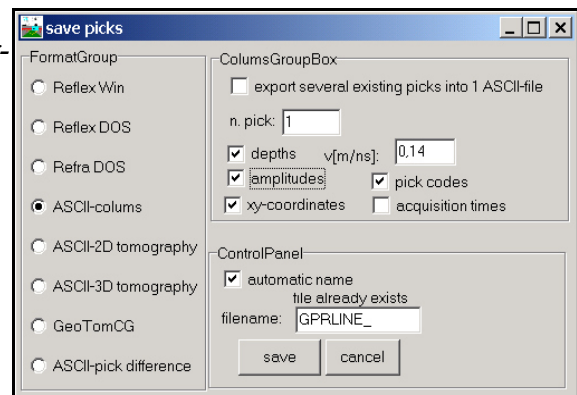 save picks
FormatGroup
Reflex Win
Reflex DOS
Refra DOS
ASCII-colums
ASCII-2D tomography
ASCII-3D tomography
GeoTomCG
ASCII-pick difference
ColumsGroupBox
export several existing picks into 1 ASCII-file
n. pick: 1
depths v[m/ns]: 0,14
amplitudes pick codes
xy-coordinates acquisition times
ControlPanel
automatic name
file already exists
filename: GPRLINE_
save cancel